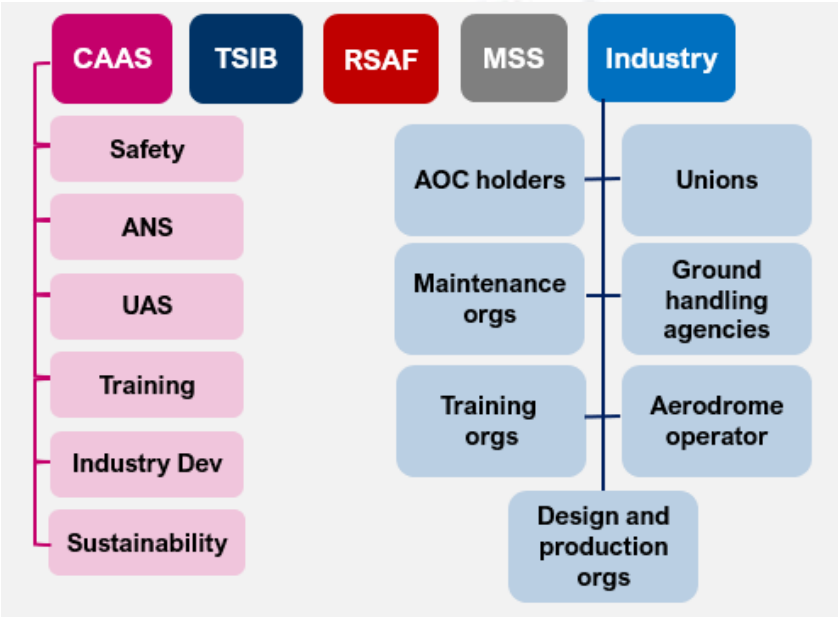 CAAS
TSIB
RSAF
MSS
Industry
Safety
ANS
UAS
Training
Industry Dev
Sustainability
AOC holders
Unions
Maintenance
orgs
Ground
handling
agencies
Training
orgs
Aerodrome
operator
Design and
production
orgs